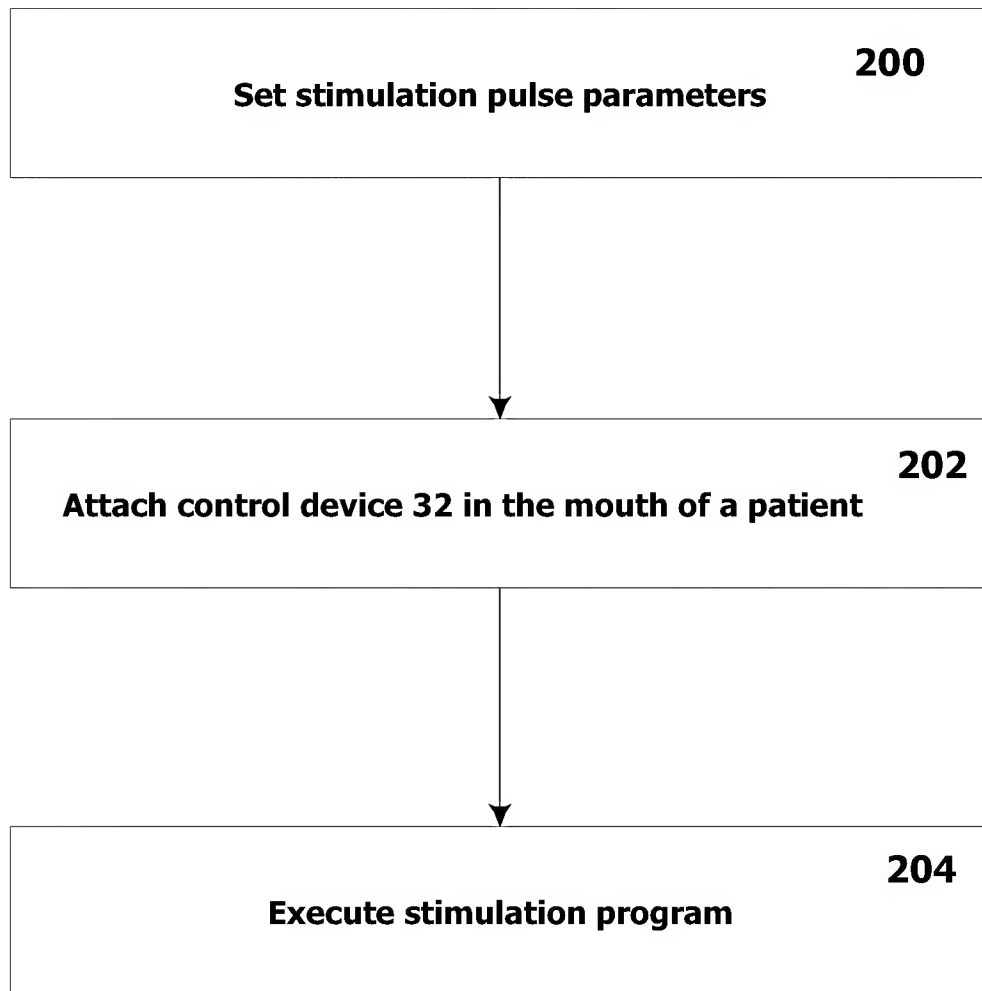 200
Set stimulation pulse parameters
202
Attach control device 32 in the mouth of a patient
204
Execute stimulation program